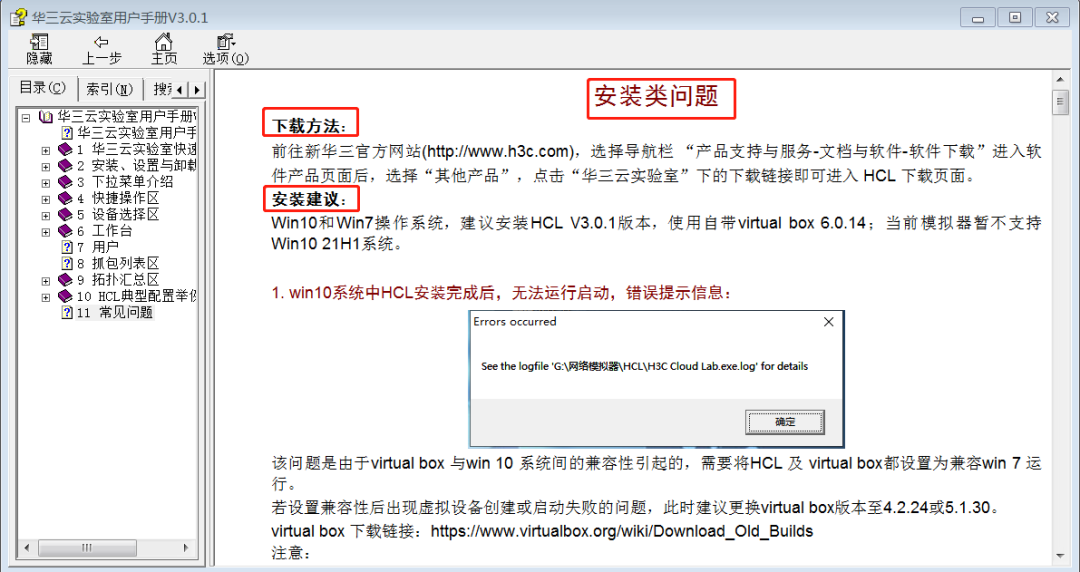 华三云实验室用户手册V3.0.1
隐藏
上一步
主页
选项(O)
目录(C)
索引(N)
安装类问题
下载方法：
前往新华三官方网站(http://www.h3c.com)，选择导航栏 “产品支持与服务-文档与软件-软件下载”进入软
件产品页面后，选择“其他产品”，点击“华三云实验室”下的下载链接即可进入 HCL 下载页面。
安装建议：
Win10和Win7操作系统，建议安装HCL V3.0.1版本，使用自带virtual box 6.0.14；当前模拟器暂不支持
Win10 21H1系统。
1. win10系统中HCL安装完成后，无法运行启动，错误提示信息：
Errors occurred
See the logfile 'G:\网络模拟器\HCL\H3C Cloud Lab.exe.log' for details
确定
该问题是由于virtual box 与win 10 系统间的兼容性引起的，需要将HCL 及 virtual box都设置为兼容win 7 运
行。
若设置兼容性后出现虚拟设备创建或启动失败的问题，此时建议更换virtual box版本至4.2.24或5.1.30。
virtual box 下载链接：https://www.virtualbox.org/wiki/Download_Old_Builds
注意：
华三云实验室用户手册
华三云实验室用户手
1 华三云实验室快速
2 安装、设置与卸载
3 下拉菜单介绍
4 快捷操作区
5 设备选择区
6 工作台
7 用户
8 抓包列表区
9 拓扑汇总区
10 HCL典型配置举例
11 常见问题